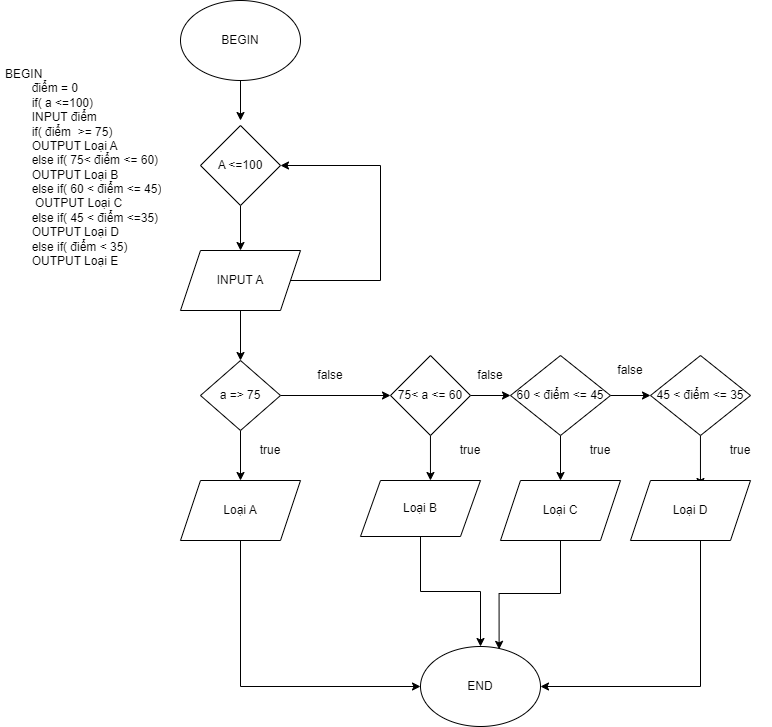 BEGIN
BEGIN
điểm = 0
if( a <=100)
INPUT điểm
if( điểm  >= 75)
OUTPUT Loại A
else if( 75< điểm <= 60)
OUTPUT Loại B
else if( 60 < điểm <= 45)
OUTPUT Loại C
else if( 45 < điểm <=35)
OUTPUT Loại D
else if( điểm < 35)
OUTPUT Loại E
A <=100
INPUT A
a => 75
false
75< a <= 60
false
60 < điểm <= 45
false
45 < điểm <= 35
true
true
true
true
Loại A
Loại B
Loại C
Loại D
END